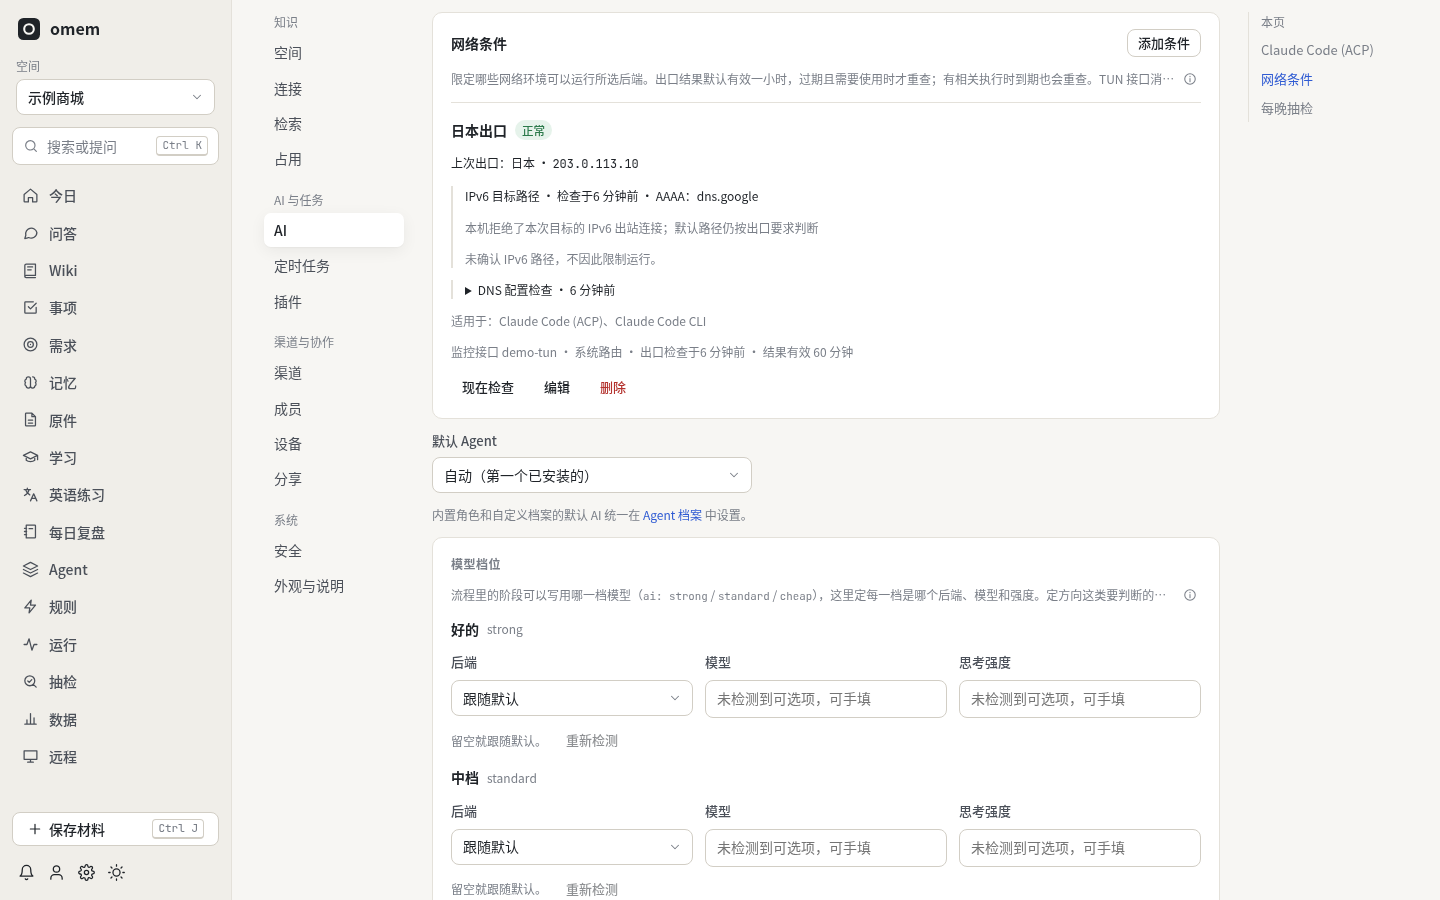 omem
空间
示例商城
搜索或提问 Ctrl K
今日
问答
Wiki
事项
需求
记忆
原件
学习
英语练习
每日复盘
Agent
规则
运行
抽检
数据
远程
保存材料 Ctrl J
知识
空间
连接
检索
占用
AI 与任务
AI
定时任务
插件
渠道与协作
渠道
成员
设备
分享
系统
安全
外观与说明
网络条件 添加条件
限定哪些网络环境可以运行所选后端。出口结果默认有效一小时，过期且需要使用时才重查；有相关执行时到期也会重查。TUN 接口消…
日本出口 正常
上次出口：日本 · 203.0.113.10
IPv6 目标路径 · 检查于6 分钟前 · AAAA：dns.google
本机拒绝了本次目标的 IPv6 出站连接；默认路径仍按出口要求判断
未确认 IPv6 路径，不因此限制运行。
▶ DNS 配置检查 · 6 分钟前
适用于：Claude Code (ACP)、Claude Code CLI
监控接口 demo-tun · 系统路由 · 出口检查于6 分钟前 · 结果有效 60 分钟
现在检查 编辑 删除
默认 Agent
自动（第一个已安装的）
内置角色和自定义档案的默认 AI 统一在 Agent 档案 中设置。
模型档位
流程里的阶段可以写用哪一档模型（ai: strong / standard / cheap），这里定每一档是哪个后端、模型和强度。定方向这类要判断的…
好的 strong
后端 模型 思考强度
跟随默认 未检测到可选项，可手填 未检测到可选项，可手填
留空就跟随默认。 重新检测
中档 standard
后端 模型 思考强度
跟随默认 未检测到可选项，可手填 未检测到可选项，可手填
留空就跟随默认。 重新检测
本页
Claude Code (ACP)
网络条件
每晚抽检